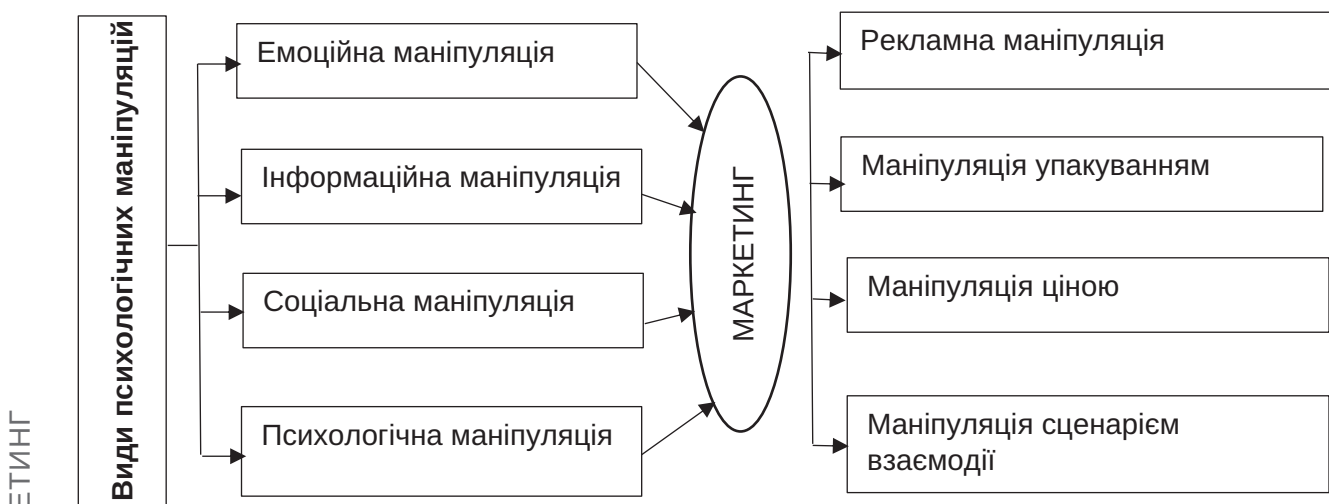 Види психологічних маніпуляцій
Емоційна маніпуляція
Інформаційна маніпуляція
Соціальна маніпуляція
Психологічна маніпуляція
МАРКЕТИНГ
Рекламна маніпуляція
Маніпуляція упакуванням
Маніпуляція ціною
Маніпуляція сценарієм
взаємодії
ЕТИНГ